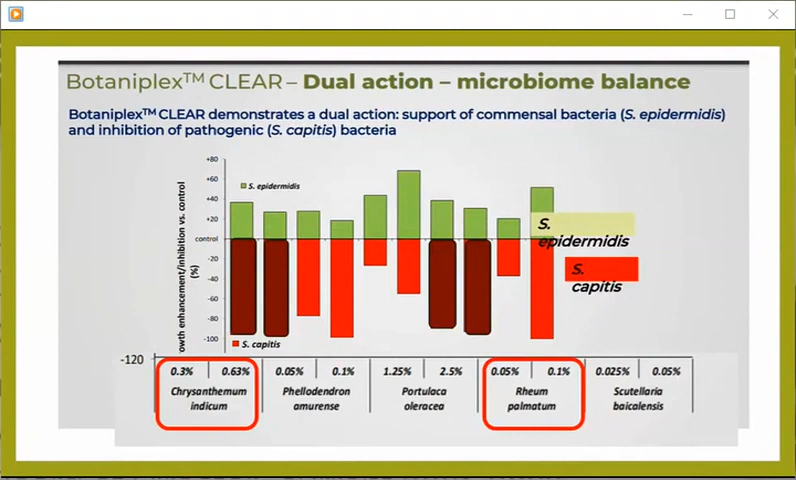 Botaniplex™ CLEAR – Dual action – microbiome balance
Botaniplex™ CLEAR demonstrates a dual action: support of commensal bacteria (S. epidermidis)
and inhibition of pathogenic (S. capitis) bacteria
owth enhancement/inhibition vs. control
(%)
+80
+60
+40
+20
control
-20
-40
-60
-80
-100
-120
S. epidermidis
S. capitis
S.
epidermidis
S.
capitis
0.3% 0.63% 0.05% 0.1% 1.25% 2.5% 0.05% 0.1% 0.025% 0.05%
Chrysanthemum Phellodendron Portulaca Rheum Scutellaria
indicum amurense oleracea palmatum baicalensis